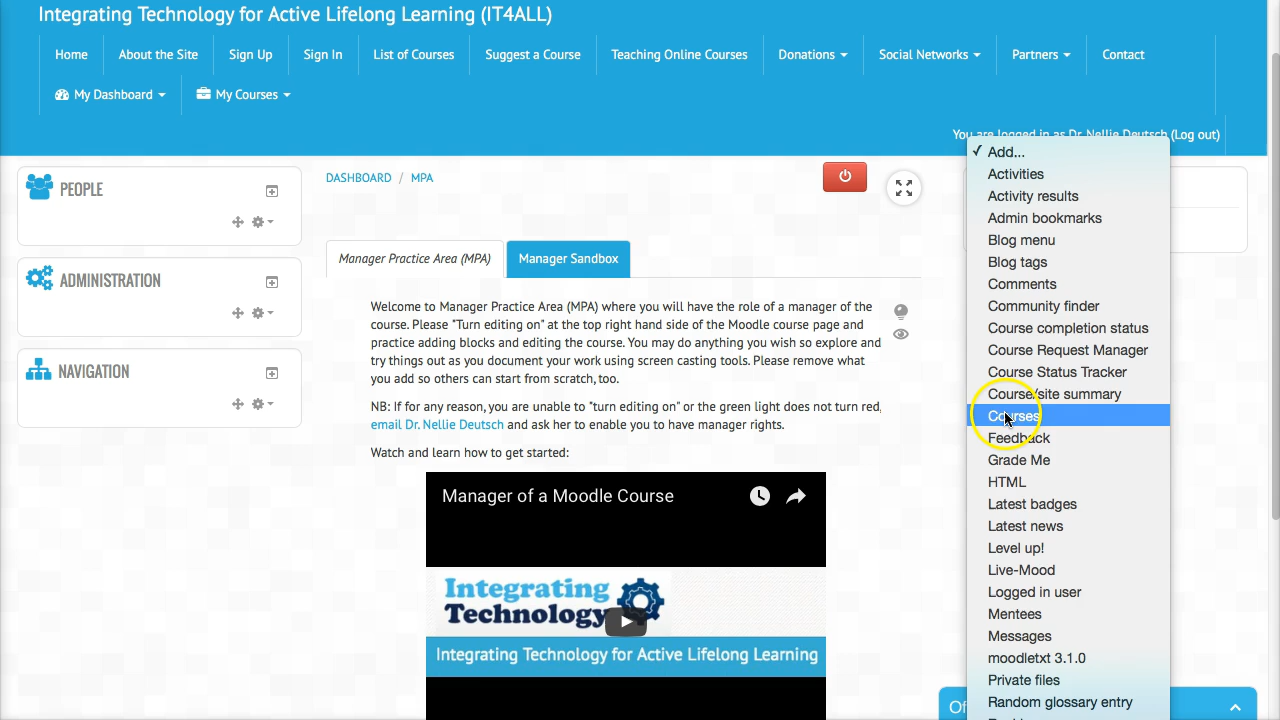 Integrating Technology for Active Lifelong Learning (IT4ALL)
Home About the Site Sign Up Sign In List of Courses Suggest a Course Teaching Online Courses Donations Social Networks Partners Contact
My Dashboard My Courses
You are logged in as Dr. Nellie Deutsch (Log out)
PEOPLE
ADMINISTRATION
NAVIGATION
DASHBOARD / MPA
Manager Practice Area (MPA) Manager Sandbox
Welcome to Manager Practice Area (MPA) where you will have the role of a manager of the
course. Please "Turn editing on" at the top right hand side of the Moodle course page and
practice adding blocks and editing the course. You may do anything you wish so explore and
try things out as you document your work using screen casting tools. Please remove what
you add so others can start from scratch, too.
NB: If for any reason, you are unable to "turn editing on" or the green light does not turn red,
email Dr. Nellie Deutsch and ask her to enable you to have manager rights.
Watch and learn how to get started:
Manager of a Moodle Course
Integrating
Technology
Integrating Technology for Active Lifelong Learning
✓ Add...
Activities
Activity results
Admin bookmarks
Blog menu
Blog tags
Comments
Community finder
Course completion status
Course Request Manager
Course Status Tracker
Course/site summary
Courses
Feedback
Grade Me
HTML
Latest badges
Latest news
Level up!
Live-Mood
Logged in user
Mentees
Messages
moodletxt 3.1.0
Private files
Random glossary entry